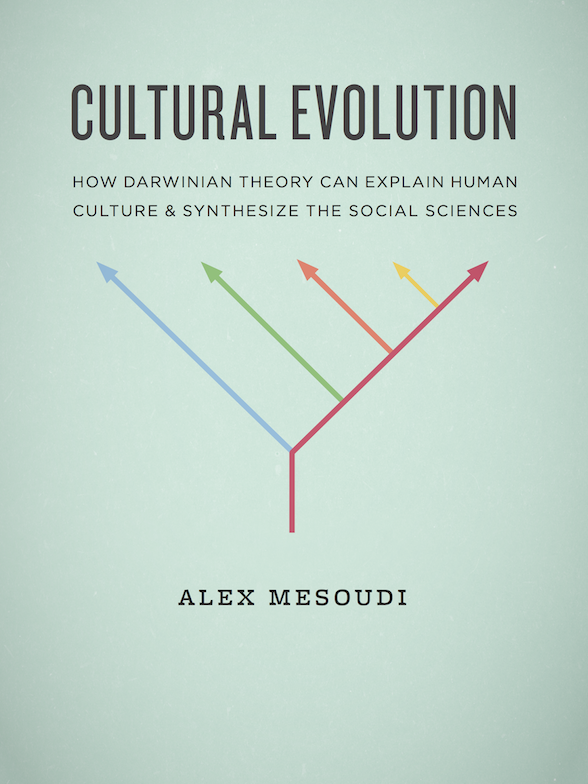 CULTURAL EVOLUTION
HOW DARWINIAN THEORY CAN EXPLAIN HUMAN
CULTURE & SYNTHESIZE THE SOCIAL SCIENCES
ALEX MESOUDI